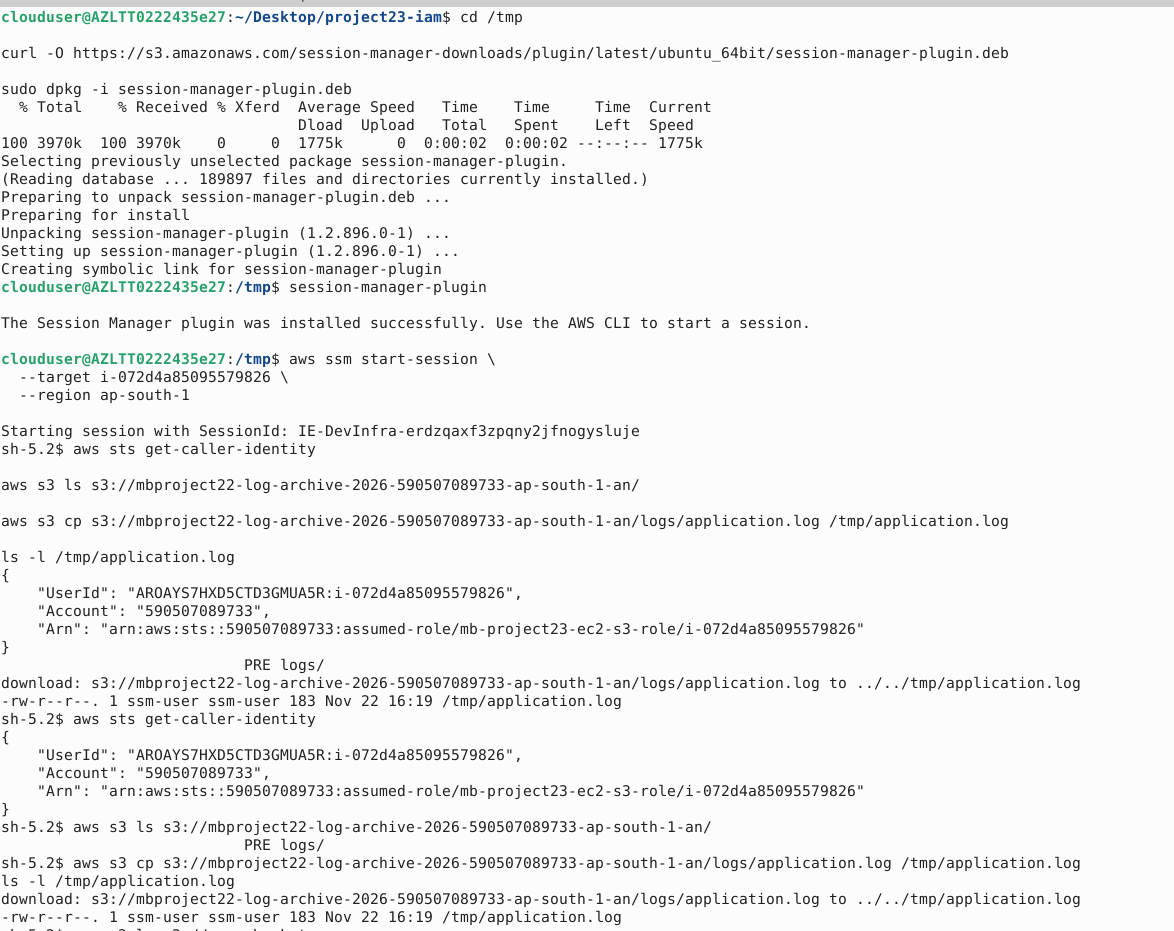 clouduser@AZLTT0222435e27:~/Desktop/project23-iam$ cd /tmp
curl -O https://s3.amazonaws.com/session-manager-downloads/plugin/latest/ubuntu_64bit/session-manager-plugin.deb
sudo dpkg -i session-manager-plugin.deb
  % Total    % Received % Xferd  Average Speed   Time    Time     Time  Current
                                 Dload  Upload   Total   Spent    Left  Speed
100 3970k  100 3970k    0     0  1775k      0  0:00:02  0:00:02 --:--:-- 1775k
Selecting previously unselected package session-manager-plugin.
(Reading database ... 189897 files and directories currently installed.)
Preparing to unpack session-manager-plugin.deb ...
Preparing for install
Unpacking session-manager-plugin (1.2.896.0-1) ...
Setting up session-manager-plugin (1.2.896.0-1) ...
Creating symbolic link for session-manager-plugin
clouduser@AZLTT0222435e27:/tmp$ session-manager-plugin
The Session Manager plugin was installed successfully. Use the AWS CLI to start a session.
clouduser@AZLTT0222435e27:/tmp$ aws ssm start-session \
  --target i-072d4a85095579826 \
  --region ap-south-1
Starting session with SessionId: IE-DevInfra-erdzqaxf3zpqny2jfnogysluje
sh-5.2$ aws sts get-caller-identity
aws s3 ls s3://mbproject22-log-archive-2026-590507089733-ap-south-1-an/
aws s3 cp s3://mbproject22-log-archive-2026-590507089733-ap-south-1-an/logs/application.log /tmp/application.log
ls -l /tmp/application.log
{
    "UserId": "AROAYS7HXD5CTD3GMUA5R:i-072d4a85095579826",
    "Account": "590507089733",
    "Arn": "arn:aws:sts::590507089733:assumed-role/mb-project23-ec2-s3-role/i-072d4a85095579826"
}
                           PRE logs/
download: s3://mbproject22-log-archive-2026-590507089733-ap-south-1-an/logs/application.log to ../../tmp/application.log
-rw-r--r--. 1 ssm-user ssm-user 183 Nov 22 16:19 /tmp/application.log
sh-5.2$ aws sts get-caller-identity
{
    "UserId": "AROAYS7HXD5CTD3GMUA5R:i-072d4a85095579826",
    "Account": "590507089733",
    "Arn": "arn:aws:sts::590507089733:assumed-role/mb-project23-ec2-s3-role/i-072d4a85095579826"
}
sh-5.2$ aws s3 ls s3://mbproject22-log-archive-2026-590507089733-ap-south-1-an/
                           PRE logs/
sh-5.2$ aws s3 cp s3://mbproject22-log-archive-2026-590507089733-ap-south-1-an/logs/application.log /tmp/application.log
ls -l /tmp/application.log
download: s3://mbproject22-log-archive-2026-590507089733-ap-south-1-an/logs/application.log to ../../tmp/application.log
-rw-r--r--. 1 ssm-user ssm-user 183 Nov 22 16:19 /tmp/application.log